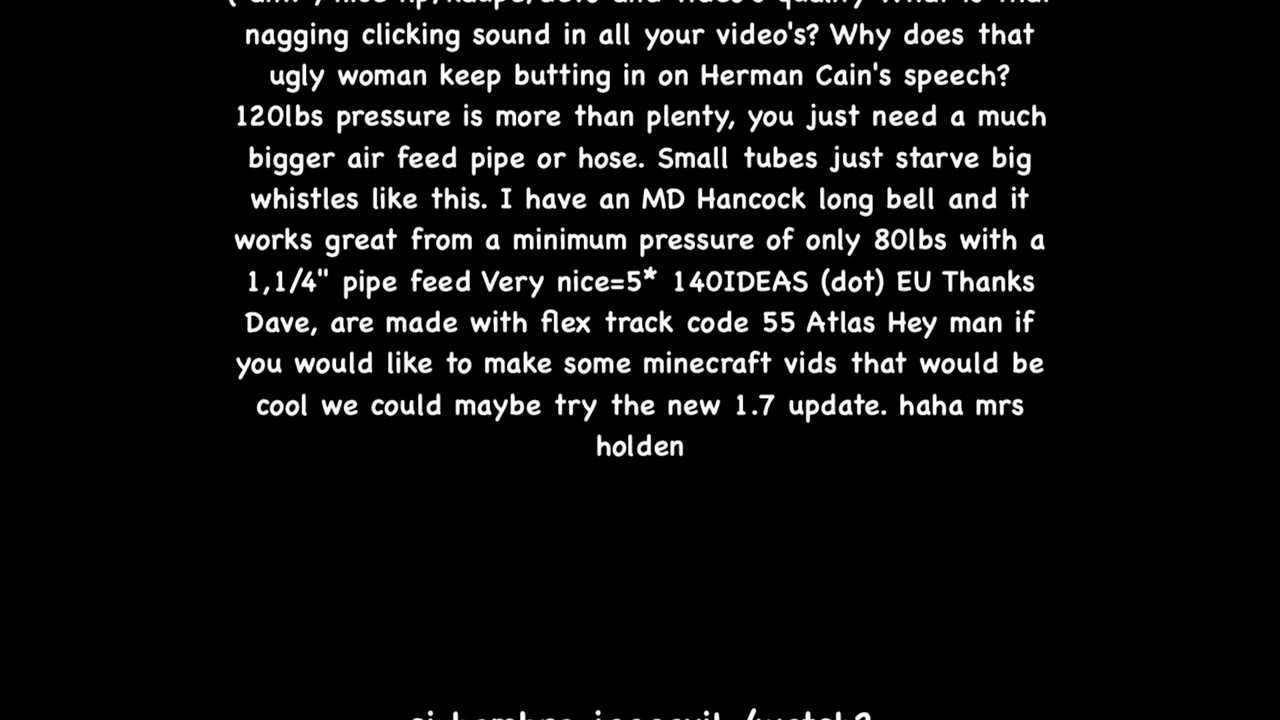 nagging clicking sound in all your video's? Why does that
ugly woman keep butting in on Herman Cain's speech?
120lbs pressure is more than plenty, you just need a much
bigger air feed pipe or hose. Small tubes just starve big
whistles like this. I have an MD Hancock long bell and it
works great from a minimum pressure of only 80lbs with a
1,1/4" pipe feed Very nice=5* 140IDEAS (dot) EU Thanks
Dave, are made with flex track code 55 Atlas Hey man if
you would like to make some minecraft vids that would be
cool we could maybe try the new 1.7 update. haha mrs
holden